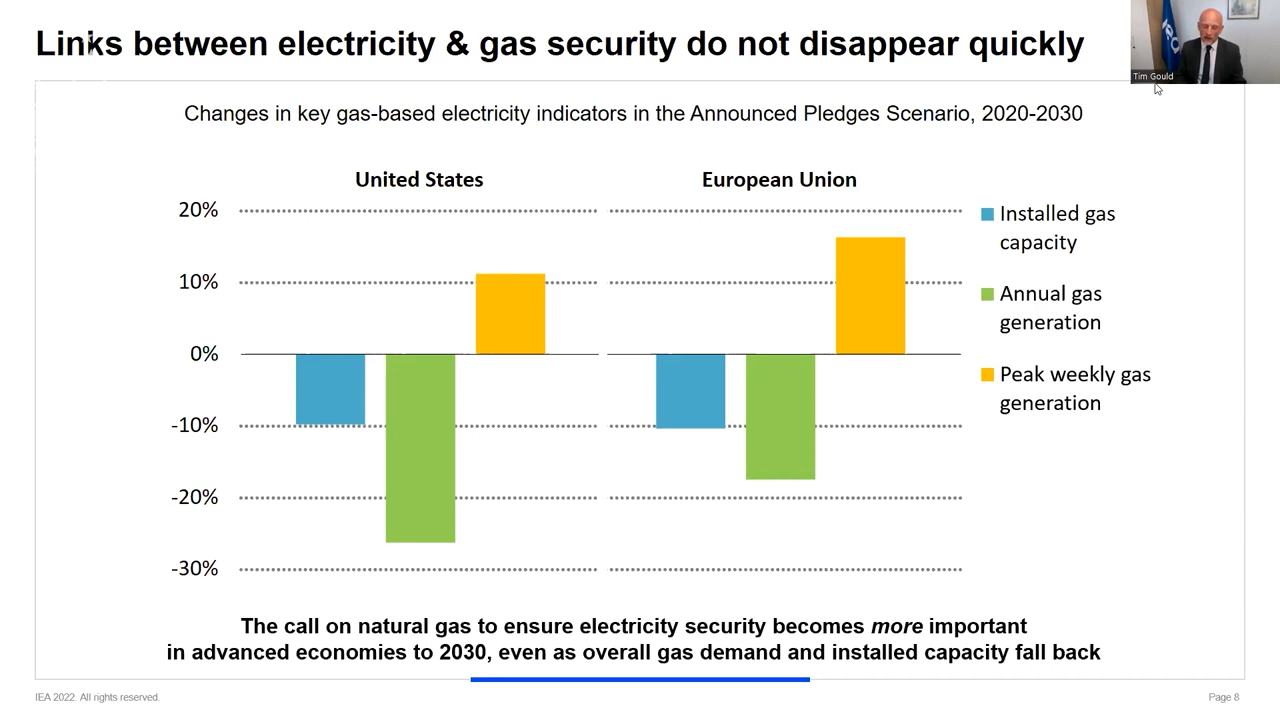 Links between electricity & gas security do not disappear quickly
Tim Gould
Changes in key gas-based electricity indicators in the Announced Pledges Scenario, 2020-2030
United States
European Union
20%
10%
0%
-10%
-20%
-30%
Installed gas
capacity
Annual gas
generation
Peak weekly gas
generation
The call on natural gas to ensure electricity security becomes more important
in advanced economies to 2030, even as overall gas demand and installed capacity fall back
IEA 2022. All rights reserved.
Page 8